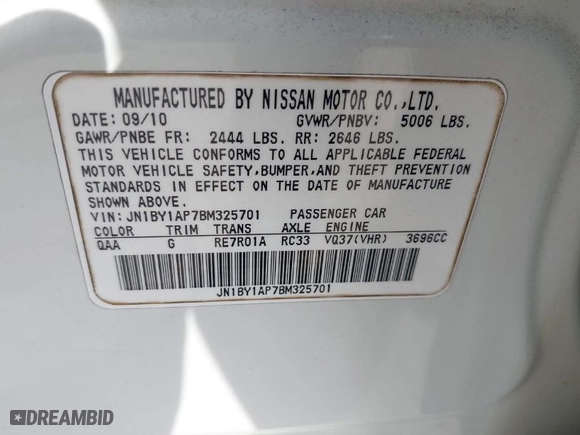 MANUFACTURED BY NISSAN MOTOR CO.,LTD.
DATE: 09/10 GVWR/PNBV: 5006 LBS.
GAWR/PNBE FR: 2444 LBS. RR: 2646 LBS.
THIS VEHICLE CONFORMS TO ALL APPLICABLE FEDERAL
MOTOR VEHICLE SAFETY,BUMPER,AND THEFT PREVENTION
STANDARDS IN EFFECT ON THE DATE OF MANUFACTURE
SHOWN ABOVE.
VIN: JN1BY1AP7BM325701 PASSENGER CAR
COLOR TRIM TRANS AXLE ENGINE
QAA G RE7R01A RC33 VQ37(VHR) 3696CC
JN1BY1AP7BM325701
DREAMBID